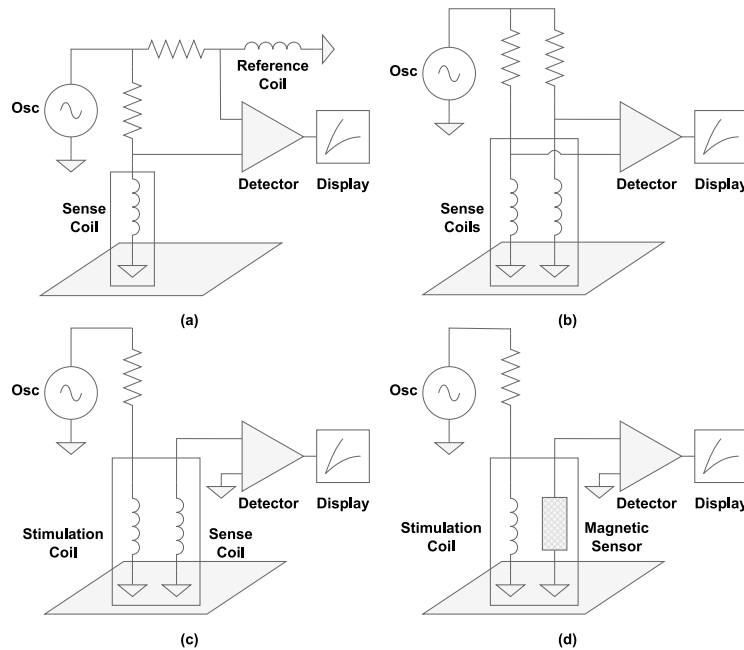 Osc
Reference
Coil
Sense
Coil
Detector
Display
(a)
Osc
Sense
Coils
Detector
Display
(b)
Osc
Stimulation
Coil
Sense
Coil
Detector
Display
(c)
Osc
Stimulation
Coil
Magnetic
Sensor
Detector
Display
(d)